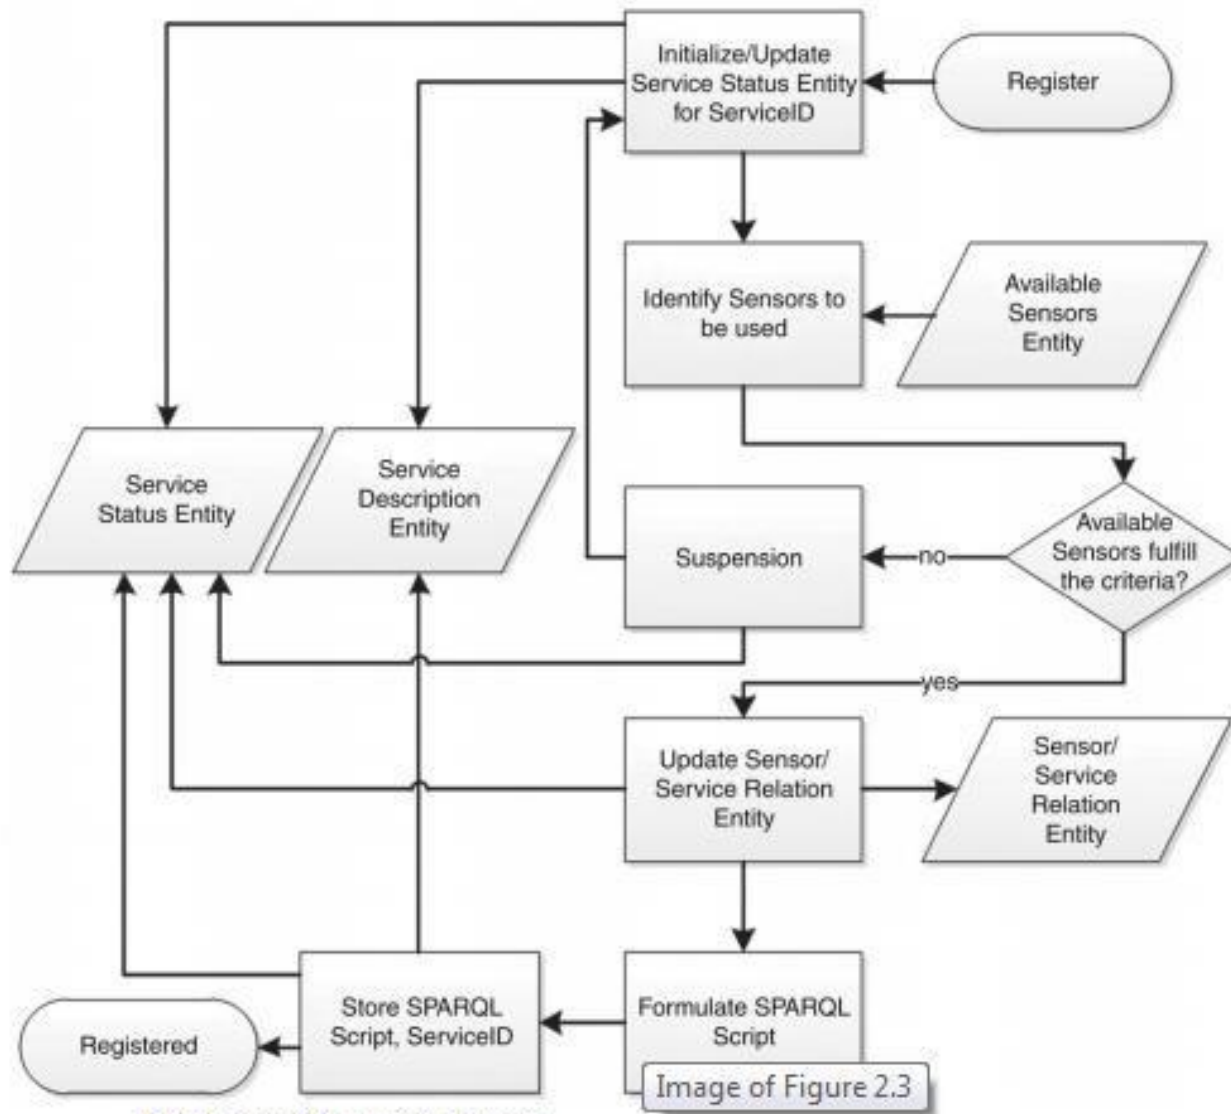 Initialize/Update
Service Status Entity
for ServiceID
Register
Identify Sensors to
be used
Available
Sensors
Entity
Service
Status Entity
Service
Description
Entity
Suspension
no
Available
Sensors fulfill
the criteria?
yes
Update Sensor/
Service Relation
Entity
Sensor/
Service
Relation
Entity
Registered
Store SPARQL
Script, ServiceID
Formulate SPARQL
Script
Image of Figure 2.3